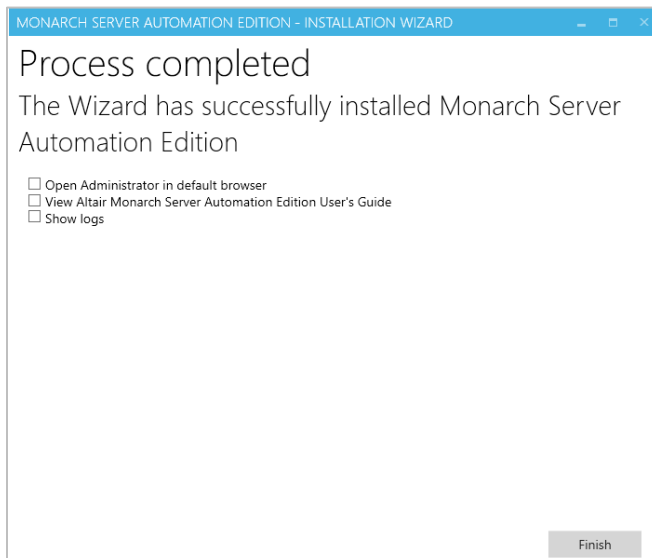 MONARCH SERVER AUTOMATION EDITION - INSTALLATION WIZARD
Process completed
The Wizard has successfully installed Monarch Server
Automation Edition
Open Administrator in default browser
View Altair Monarch Server Automation Edition User's Guide
Show logs
Finish